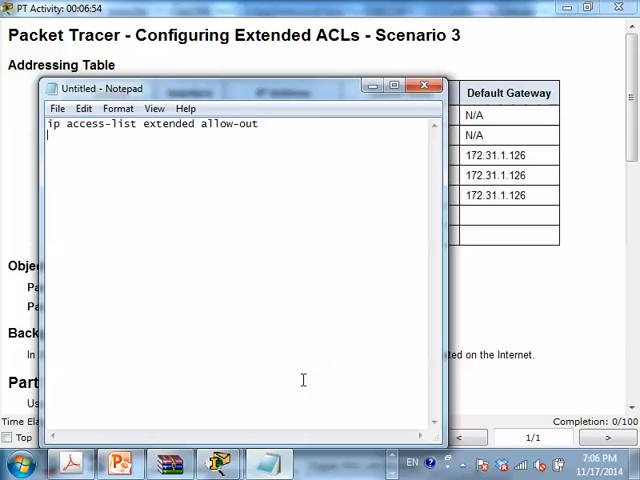 PT Activity: 00:06:54
Packet Tracer - Configuring Extended ACLs - Scenario 3
Addressing Table
Untitled - Notepad
Default Gateway
File Edit Format View Help
N/A
ip access-list extended allow-out
N/A
172.31.1.126
172.31.1.126
172.31.1.126
Obje
Pa
Pa
Back
In
ted on the Internet.
Part
Us
Time Ela
Completion: 0/100
Top
<
1/1
>
EN
7:06 PM
11/17/2014